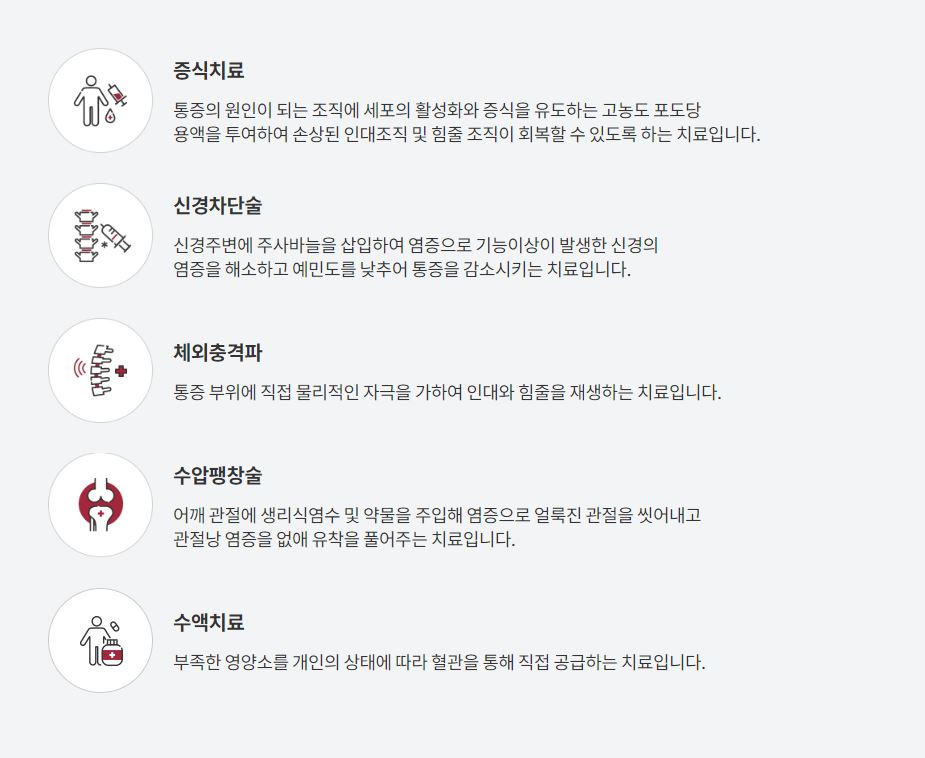 증식치료
통증의 원인이 되는 조직에 세포의 활성화와 증식을 유도하는 고농도 포도당
용액을 투여하여 손상된 인대조직 및 힘줄 조직이 회복할 수 있도록 하는 치료입니다.
신경차단술
신경주변에 주사바늘을 삽입하여 염증으로 기능이상이 발생한 신경의
염증을 해소하고 예민도를 낮추어 통증을 감소시키는 치료입니다.
체외충격파
통증 부위에 직접 물리적인 자극을 가하여 인대와 힘줄을 재생하는 치료입니다.
수압팽창술
어깨 관절에 생리식염수 및 약물을 주입해 염증으로 얼룩진 관절을 씻어내고
관절낭 염증을 없애 유착을 풀어주는 치료입니다.
수액치료
부족한 영양소를 개인의 상태에 따라 혈관을 통해 직접 공급하는 치료입니다.